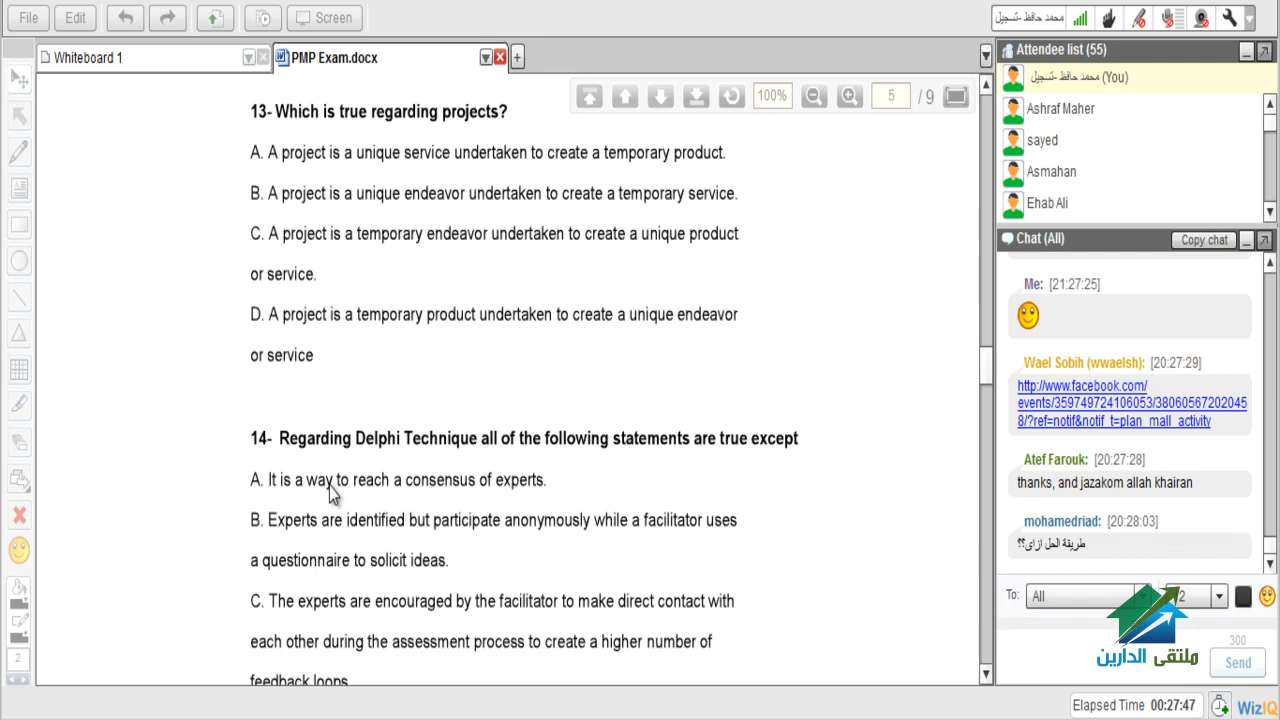 File Edit Screen
Whiteboard 1 PMP Exam.docx +
100% 5 / 9
13- Which is true regarding projects?
A. A project is a unique service undertaken to create a temporary product.
B. A project is a unique endeavor undertaken to create a temporary service.
C. A project is a temporary endeavor undertaken to create a unique product
or service.
D. A project is a temporary product undertaken to create a unique endeavor
or service
14- Regarding Delphi Technique all of the following statements are true except
A. It is a way to reach a consensus of experts.
B. Experts are identified but participate anonymously while a facilitator uses
a questionnaire to solicit ideas.
C. The experts are encouraged by the facilitator to make direct contact with
each other during the assessment process to create a higher number of
feedback loops.
2
محمد حافظ -تسجيل
Attendee list (55)
محمد حافظ -تسجيل (You)
Ashraf Maher
sayed
Asmahan
Ehab Ali
Chat (All) Copy chat
Me: [21:27:25]
Wael Sobih (wwaelsh): [20:27:29]
http://www.facebook.com/
events/359749724106053/38060567202045
8/?ref=notif&notif_t=plan_mall_activity
Atef Farouk: [20:27:28]
thanks, and jazakom allah khairan
mohamedriad: [20:28:03]
طريقة الحل ازاى؟؟
To: All 2
ملتقى الدارين
300
Send
Elapsed Time 00:27:47 WizIQ